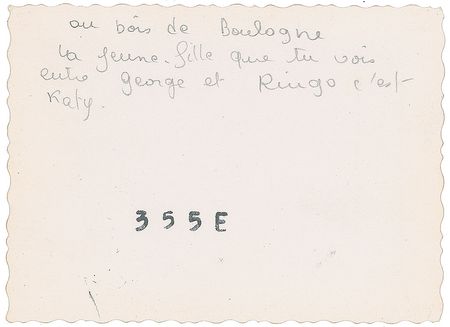 au bois de Boulogne
La jeune-fille que tu vois
entre George et Ringo c'est
Katy.
355E